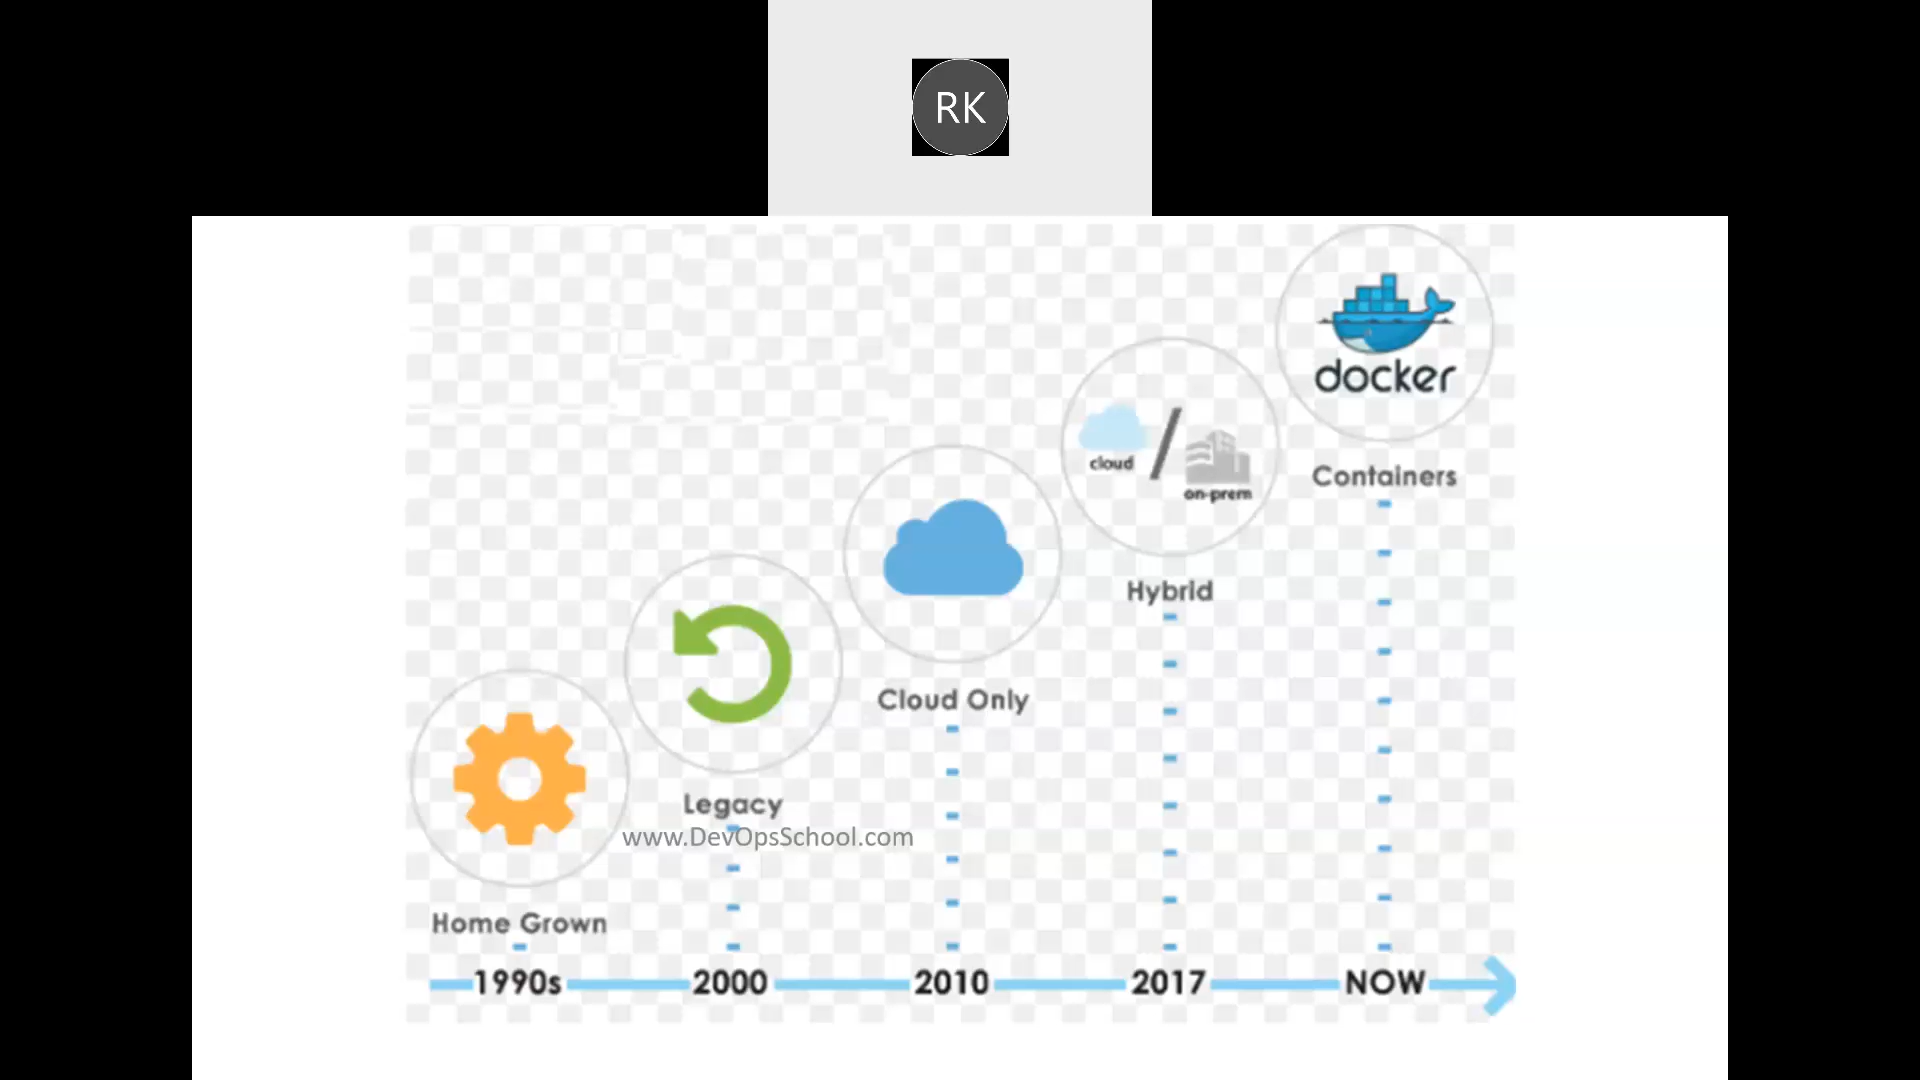 RK
docker
cloud
on-prem
Containers
Hybrid
Cloud Only
Legacy
www.DevOpsSchool.com
Home Grown
1990s 2000 2010 2017 NOW